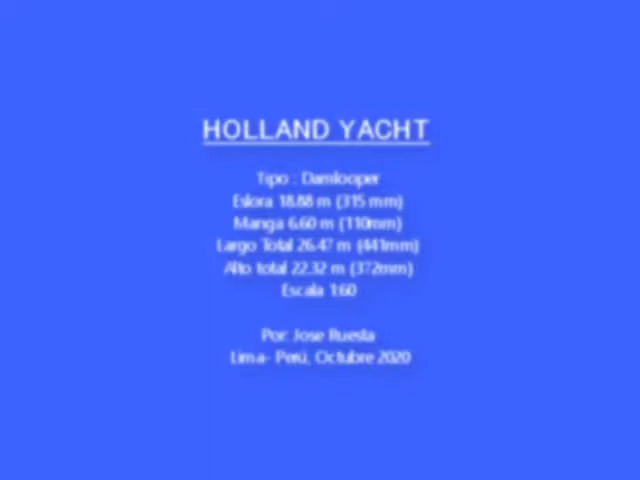 HOLLAND YACHT
Tipo : Damlooper
Eslora 18.88 m (315 mm)
Manga 6.60 m (110mm)
Largo Total 26.47 m (441mm)
Alto total 22.32 m (372mm)
Escala 1:60
Por: Jose Ruesta
Lima- Perú, Octubre 2020